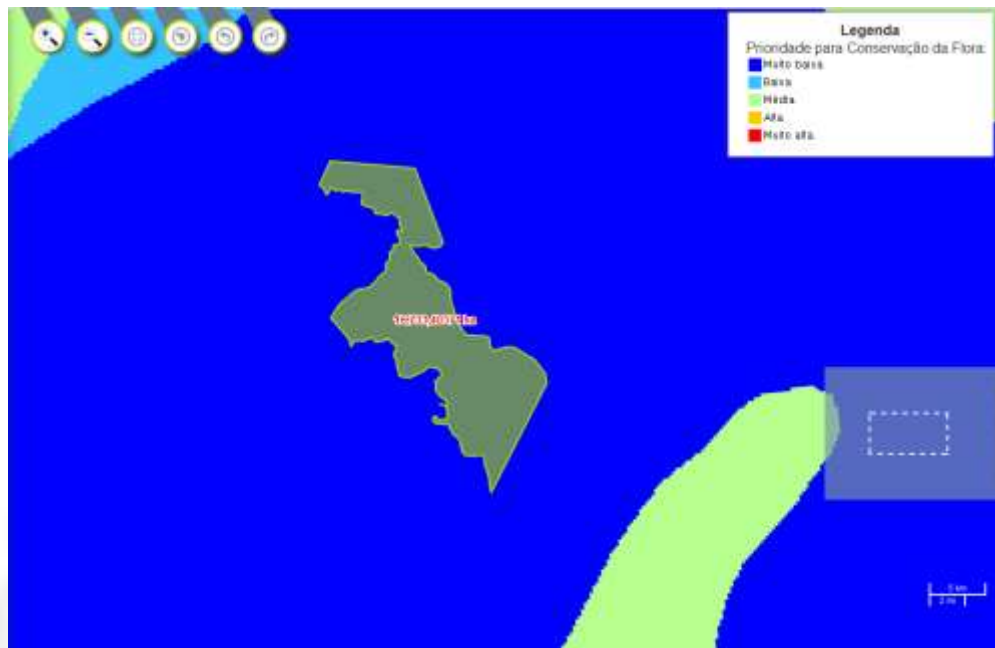 Legenda
Prioridade para Conservação da Flora:
Muito baixa
Baixa
Média
Alta
Muito alta